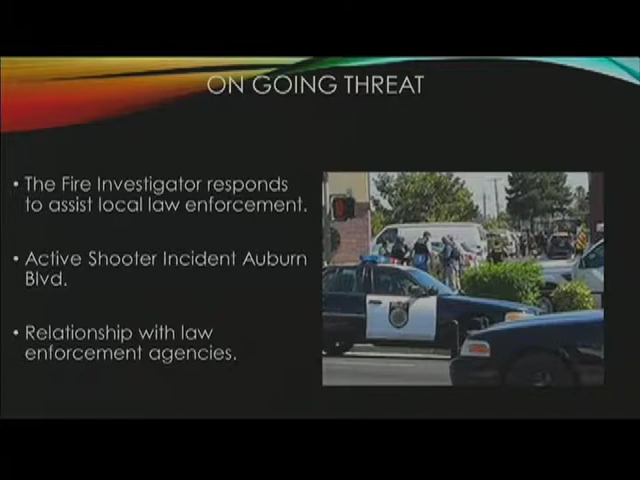 ON GOING THREAT
• The Fire Investigator responds
to assist local law enforcement.
• Active Shooter Incident Auburn
Blvd.
• Relationship with law
enforcement agencies.